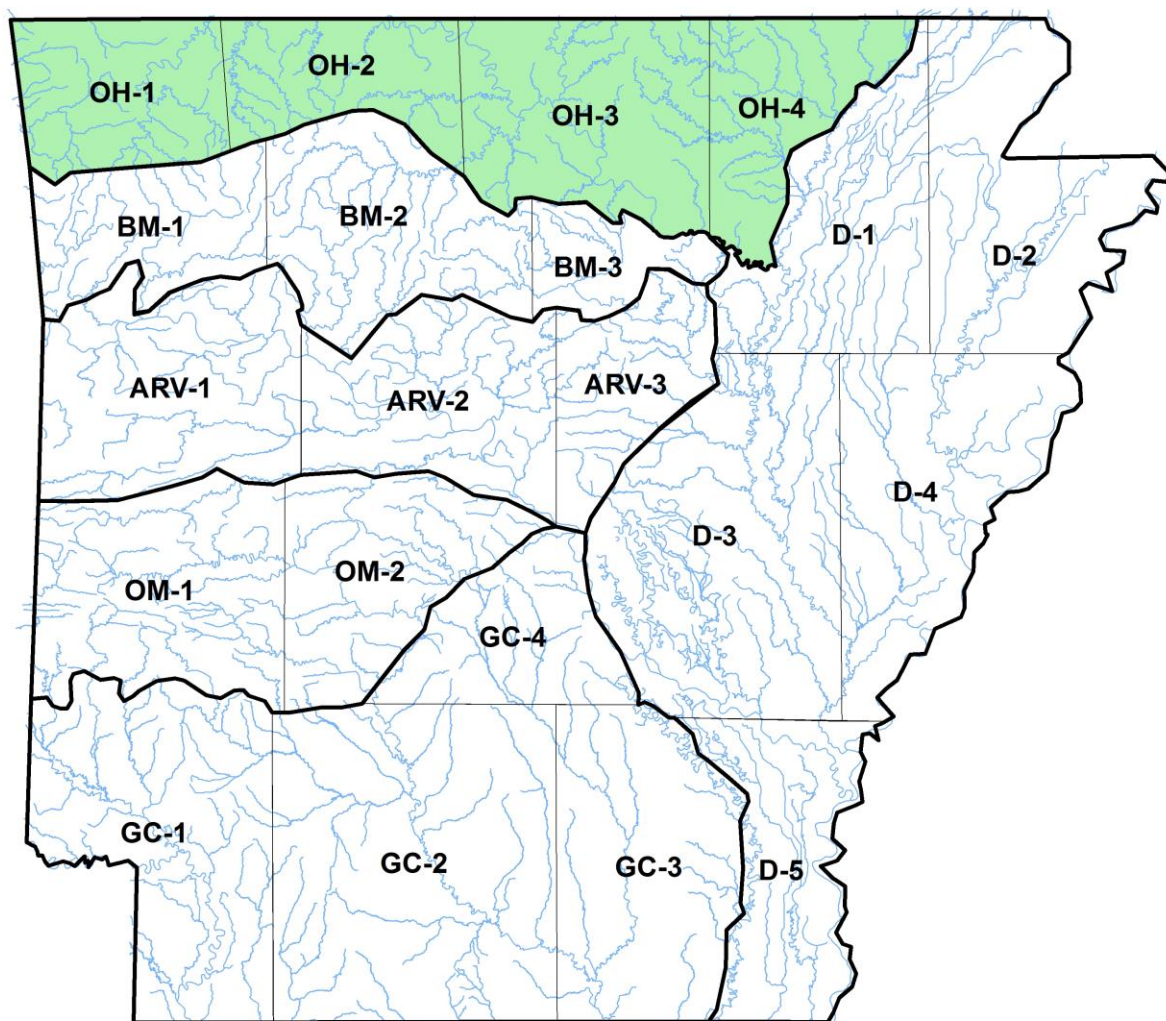 OH-1
OH-2
OH-3
OH-4
BM-1
BM-2
BM-3
D-1
D-2
ARV-1
ARV-2
ARV-3
D-3
D-4
OM-1
OM-2
GC-4
GC-1
GC-2
GC-3
D-5